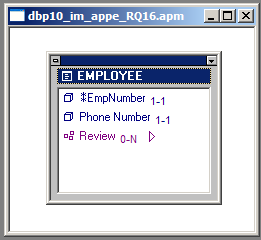 dbp10_im_appe_RQ16.apm
EMPLOYEE
*EmpNumber 1-1
Phone Number 1-1
Review 0-N